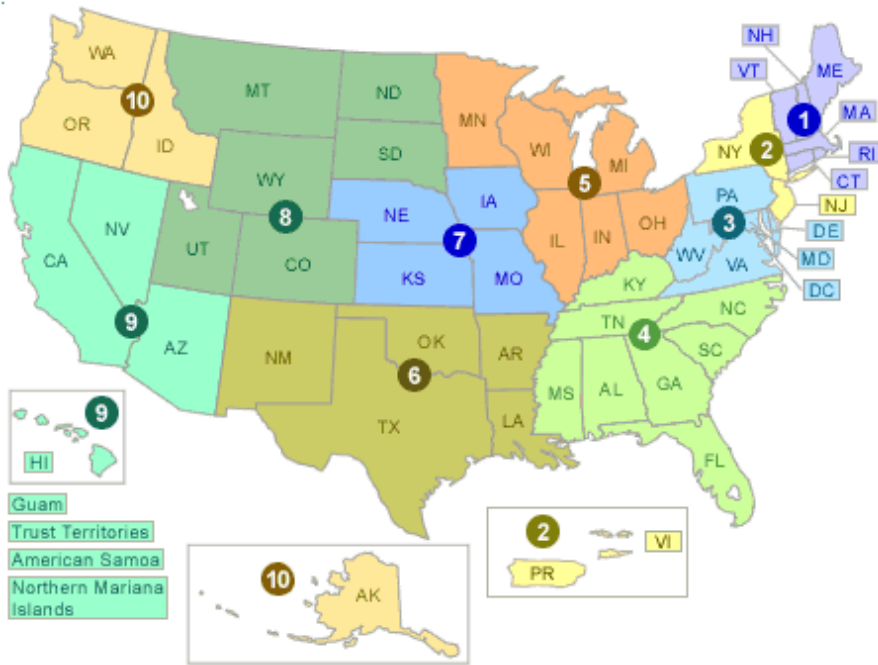 NH
WA
VT
ME
MT
ND
10
MN
MA
OR
1
ID
WI
MI
NY
2
RI
SD
CT
WY
5
PA
NJ
NE
IA
8
3
NV
7
OH
DE
UT
IL
IN
CA
CO
WV
VA
MD
KS
MO
KY
DC
9
TN
NC
4
AZ
NM
OK
AR
SC
6
MS
AL
GA
9
TX
LA
HI
FL
Guam
Trust Territories
2
VI
American Samoa
PR
10
Northern Mariana
Islands
AK